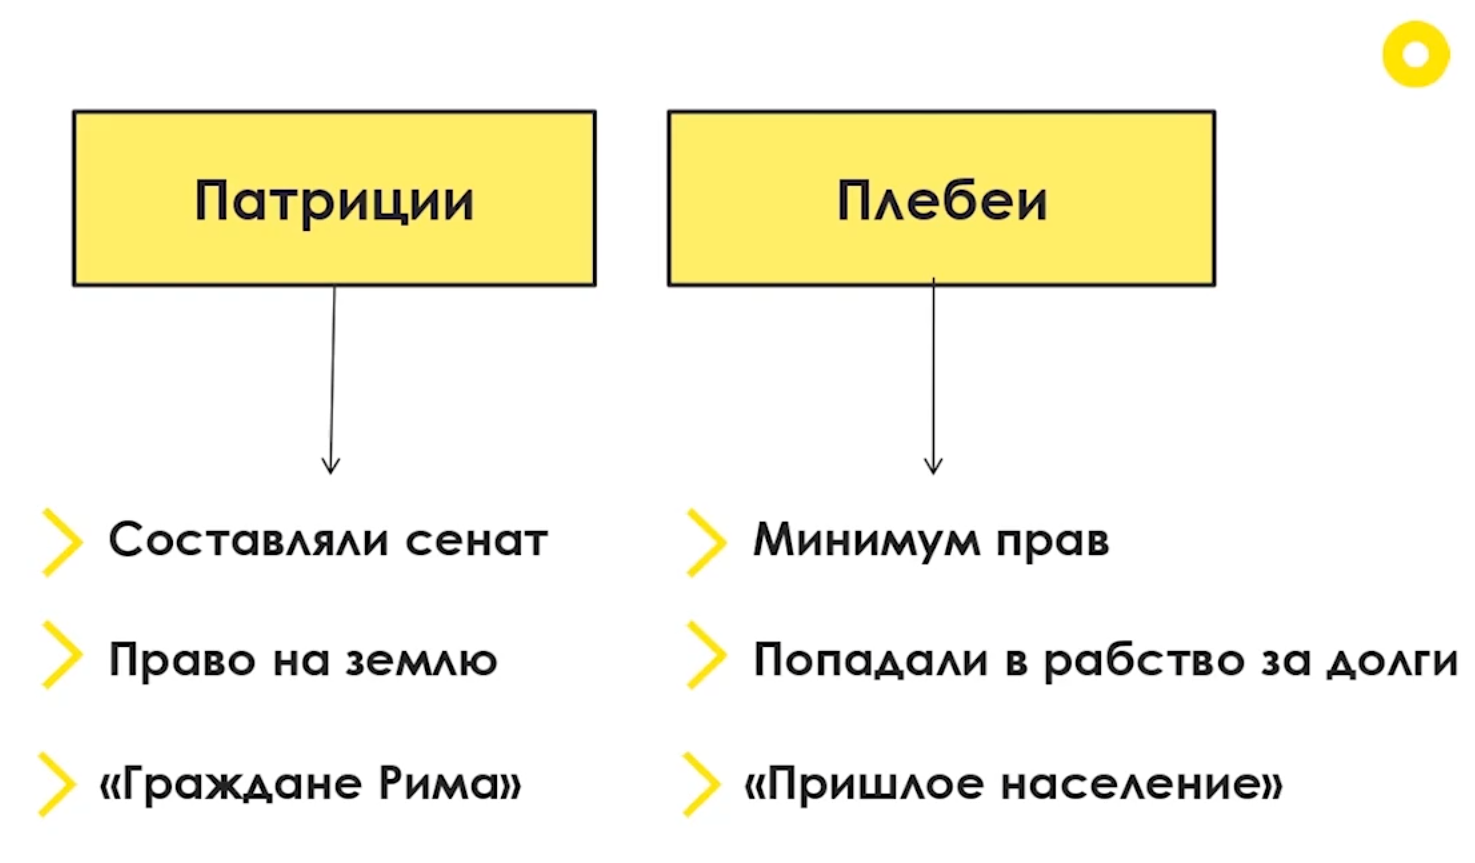 Патриции
Плебеи
Составляли сенат
Право на землю
«Граждане Рима»
Минимум прав
Попадали в рабство за долги
«Пришлое население»